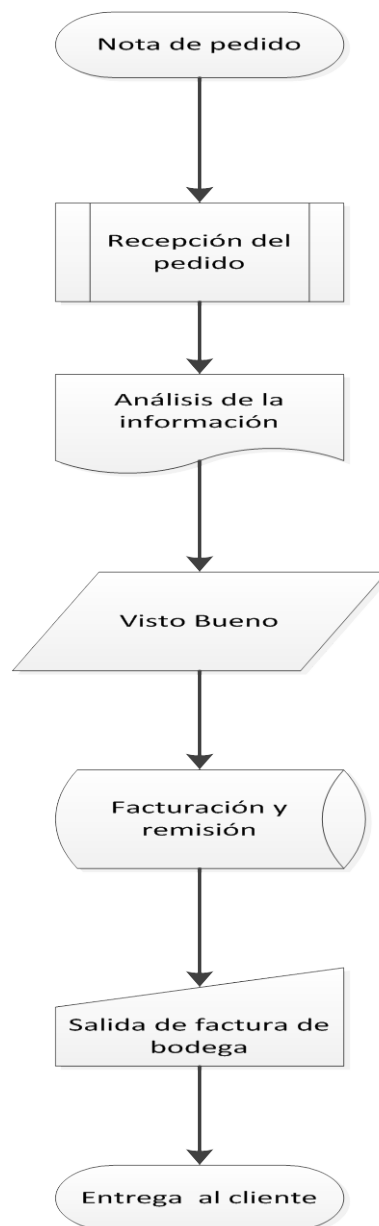 Nota de pedido
Recepción del
pedido
Análisis de la
información
Visto Bueno
Facturación y
remisión
Salida de factura de
bodega
Entrega al cliente